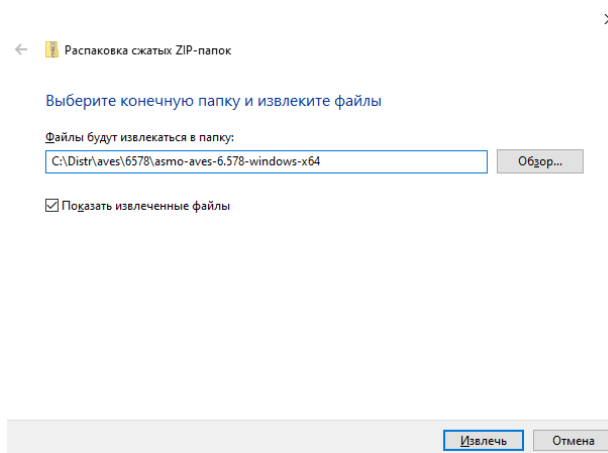 Распаковка сжатых ZIP-папок
Выберите конечную папку и извлеките файлы
Файлы будут извлекаться в папку:
C:\Distr\aves\6578\asmo-aves-6.578-windows-x64
Обзор...
Показать извлеченные файлы
Извлечь
Отмена